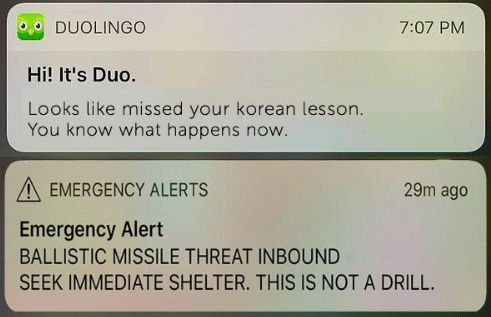 DUOLINGO 7:07 PM
Hi! It's Duo.
Looks like missed your korean lesson.
You know what happens now.
EMERGENCY ALERTS 29m ago
Emergency Alert
BALLISTIC MISSILE THREAT INBOUND
SEEK IMMEDIATE SHELTER. THIS IS NOT A DRILL.